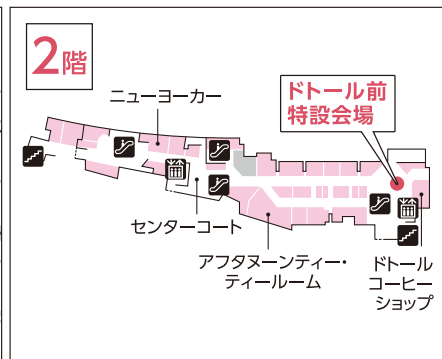 2階
ニューヨーカー
ドトール前
特設会場
センターコート
アフタヌーンティー・
ティールーム
ドトール
コーヒー
ショップ